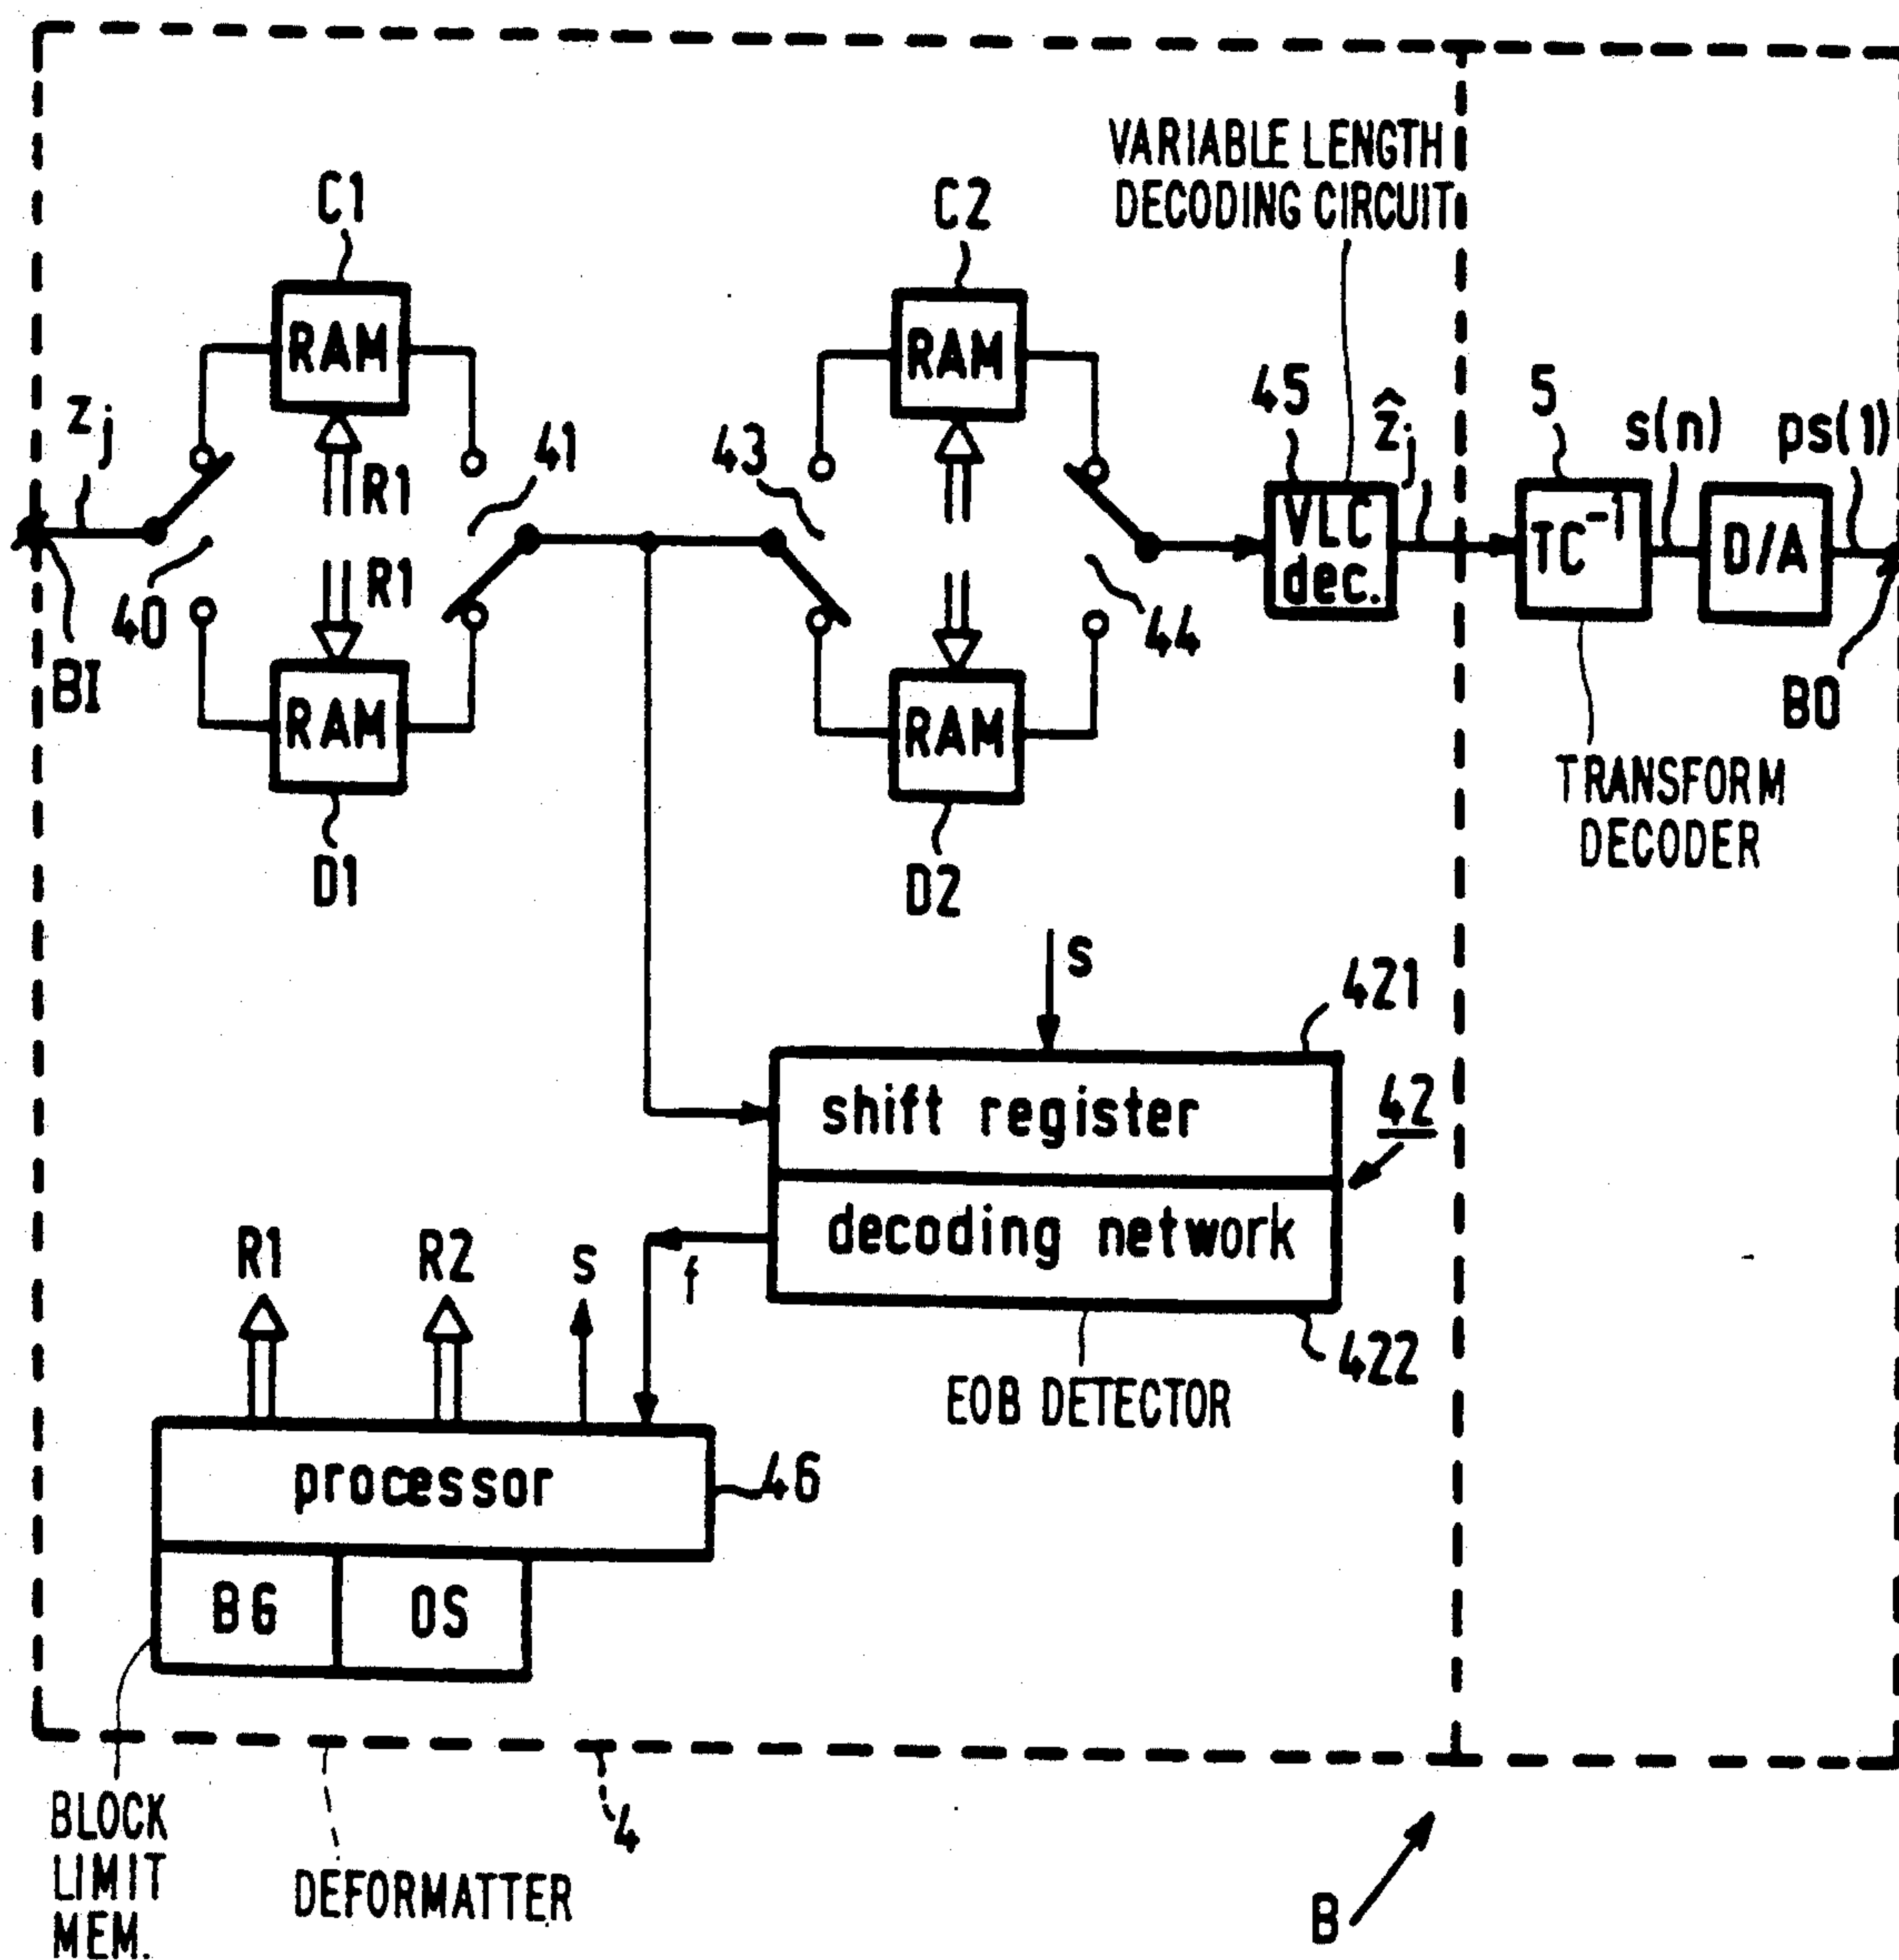 VARIABLE LENGTH
DECODING CIRCUIT
C1
C2
RAM
RAM
zj
R1
41
43
45
ẑj
5
s(n)
ps(1)
VLC
dec.
TC⁻¹
D/A
R1
40
44
BI
RAM
RAM
BO
D1
D2
TRANSFORM
DECODER
S
421
shift register
42
decoding network
R1
R2
S
f
422
EOB DETECTOR
processor
46
BG
OS
BLOCK
LIMIT
MEM.
DEFORMATTER
4
B